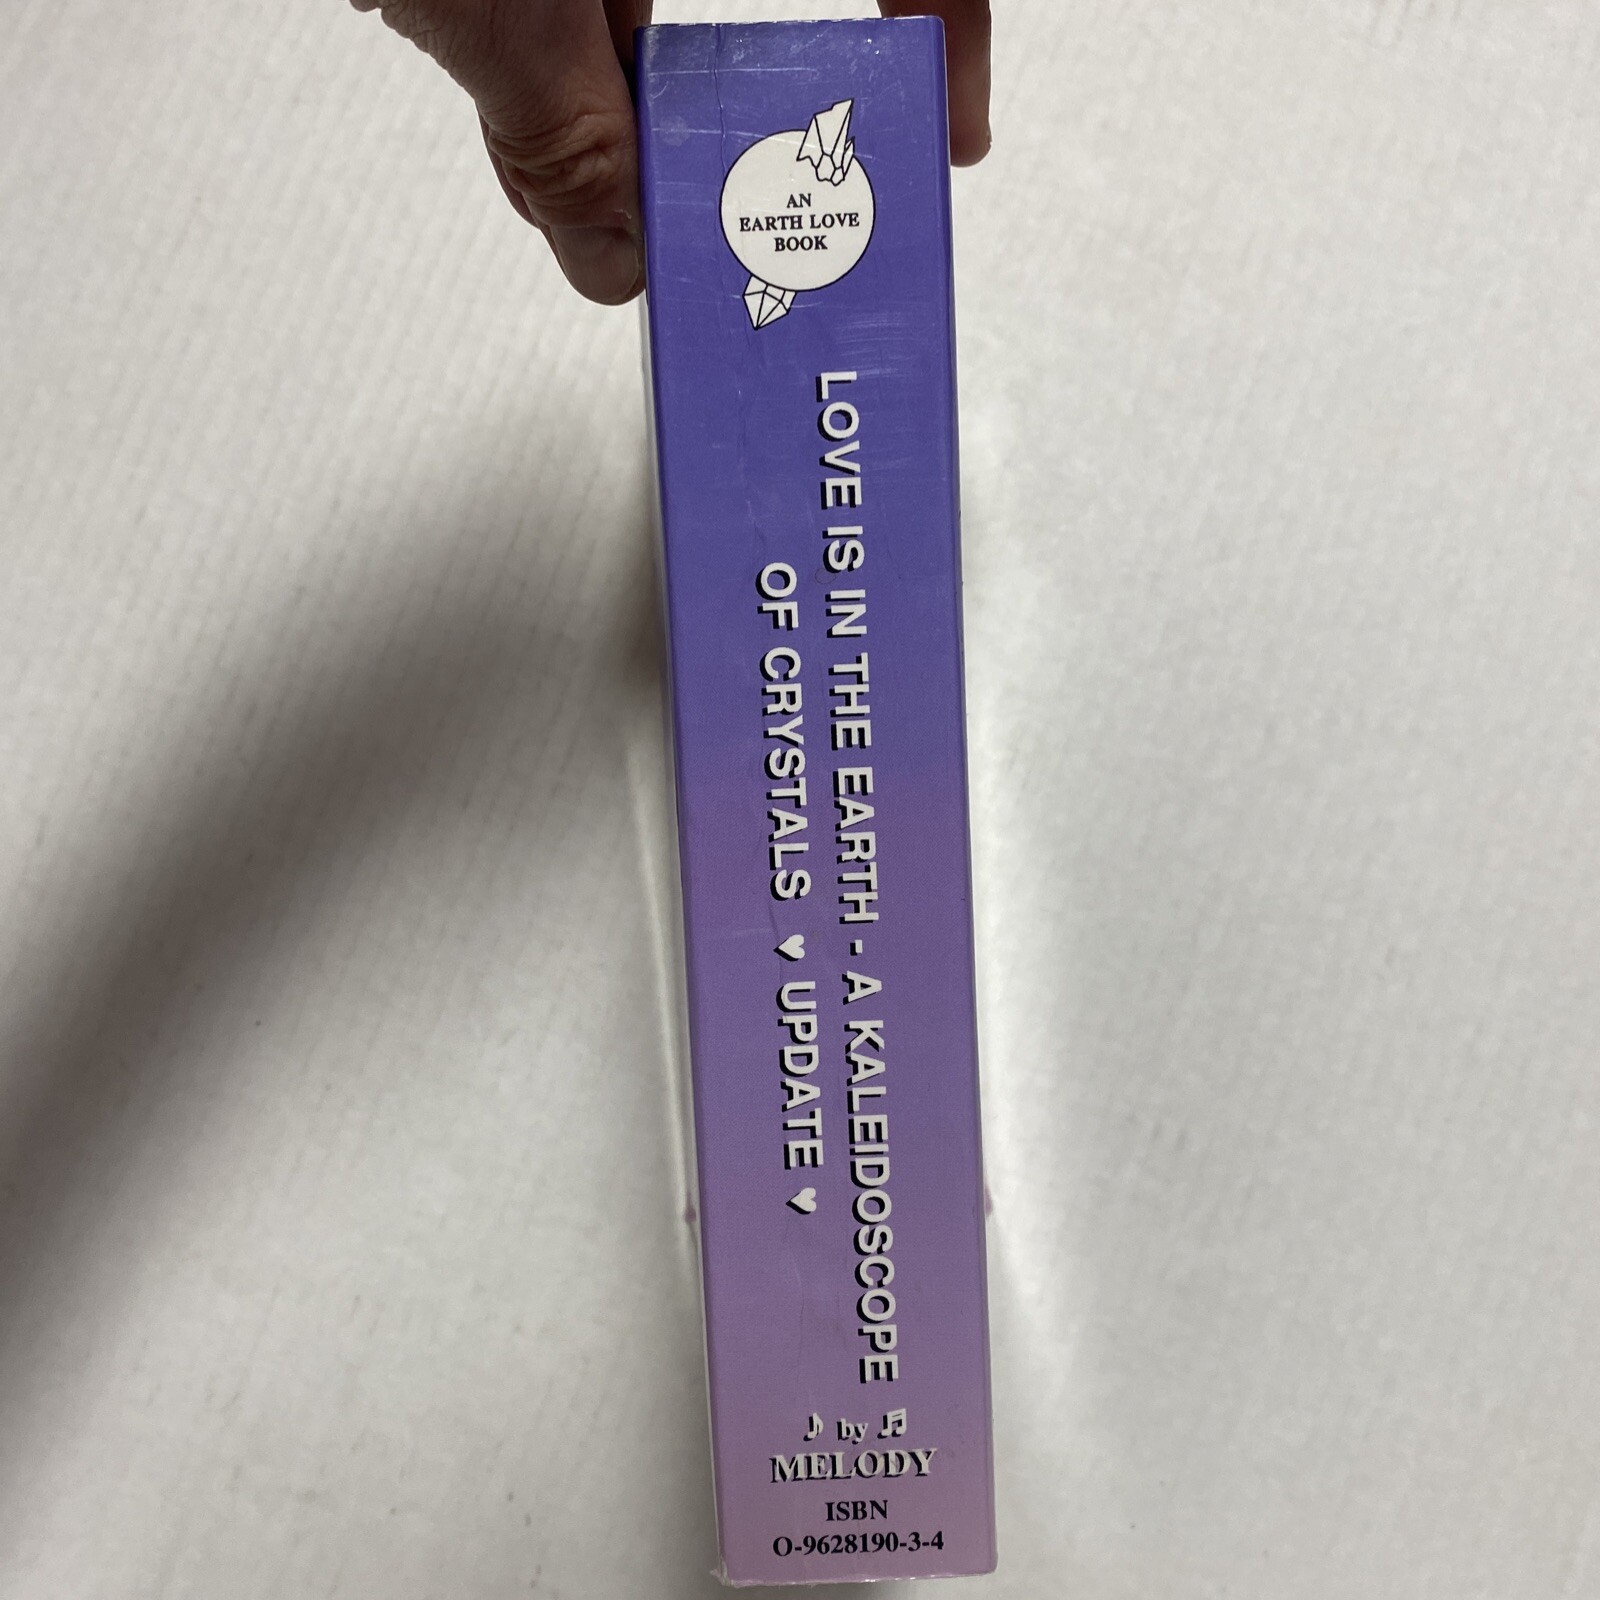 AN
EARTH LOVE
BOOK
LOVE IS IN THE EARTH - A KALEIDOSCOPE
OF CRYSTALS ♥ UPDATE ♥
♪ by ♬
MELODY
ISBN
O-9628190-3-4